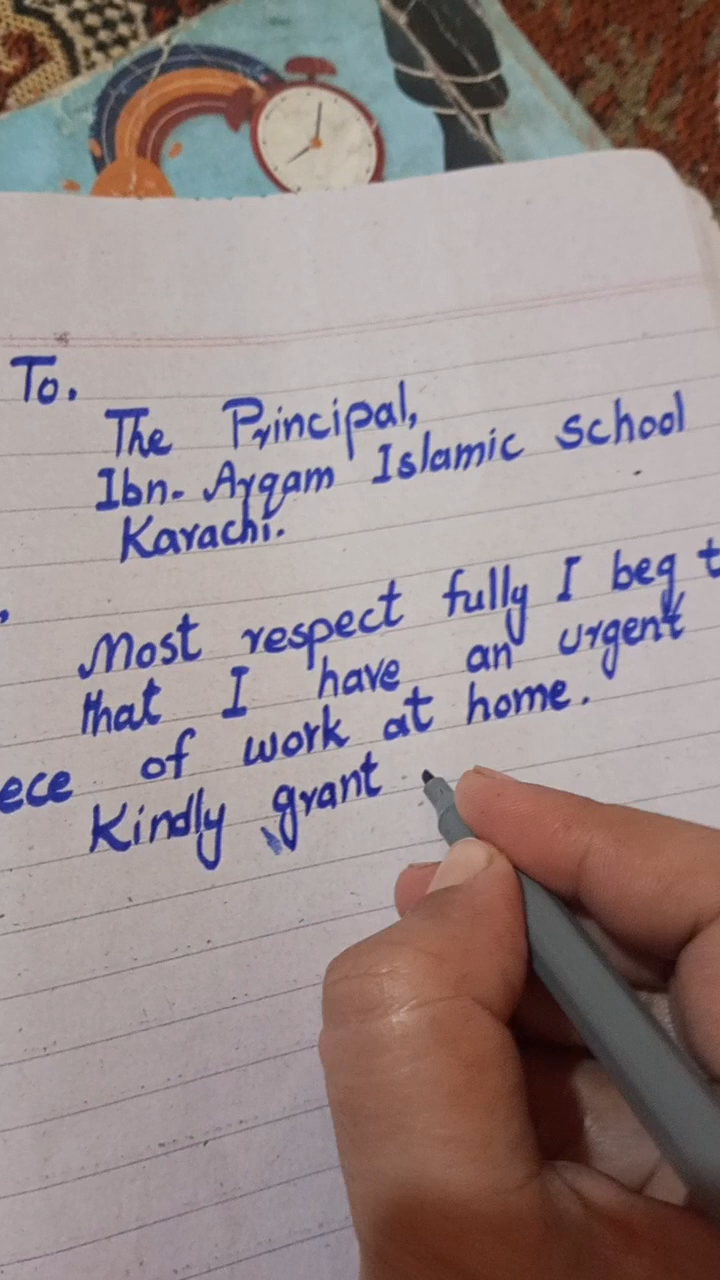 To.
The Principal,
Ibn- Arqam Islamic School
Karachi.
Most respect fully I beg t
that I have an urgent
ece of work at home.
Kindly grant